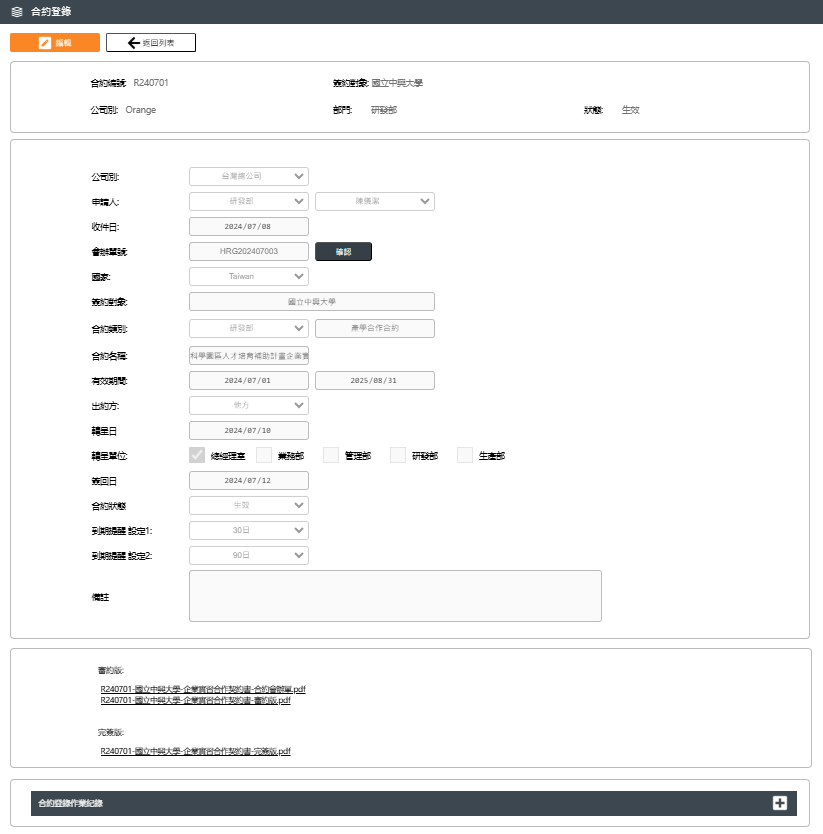 合約登錄
編輯
返回列表
合約編號: R240701 簽約對象: 國立中興大學
公司別: Orange 部門: 研發部 狀態: 生效
公司別: 台灣總公司
申請人: 研發部 陳儀潔
收件日: 2024/07/08
會辦單號: HRG202407003 確認
國家: Taiwan
簽約對象: 國立中興大學
合約類別: 研發部 產學合作合約
合約名稱: 科學園區人才培育補助計畫企業實
有效期間: 2024/07/01 2025/08/31
出約方: 他方
轉呈日 2024/07/10
轉呈單位: 總經理室 業務部 管理部 研發部 生產部
簽回日 2024/07/12
合約狀態 生效
到期提醒 設定1: 30日
到期提醒 設定2: 90日
備註
審約版:
R240701-國立中興大學-企業實習合作契約書-合約會辦單.pdf
R240701-國立中興大學-企業實習合作契約書-審約版.pdf
完簽版:
R240701-國立中興大學-企業實習合作契約書-完簽版.pdf
合約登錄作業紀錄